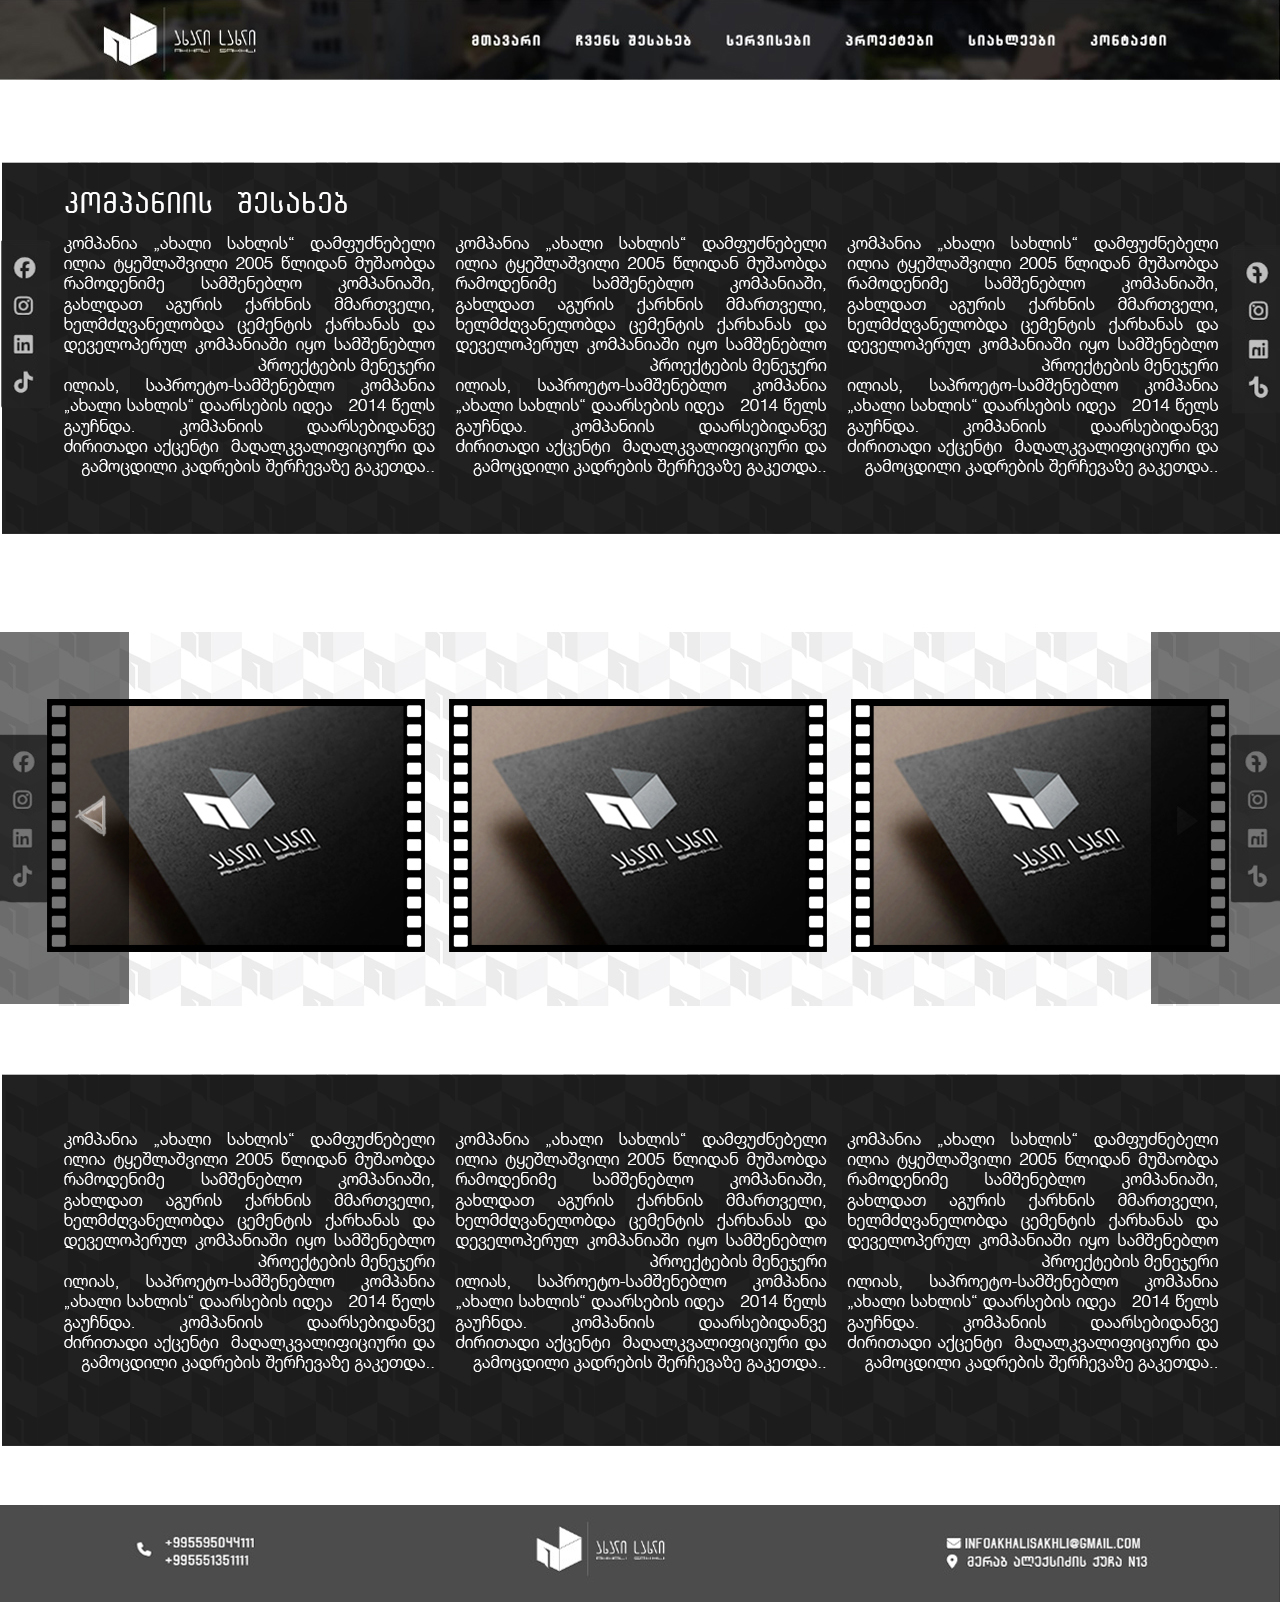 ახალი სახლი
AKHALI SAKHLI
მთავარი ჩვენს შესახებ სერვისები პროექტები სიახლეები კონტაქტი
კომპანიის შესახებ
კომპანია „ახალი სახლის“ დამფუძნებელი
ილია ტყეშლაშვილი 2005 წლიდან მუშაობდა
რამოდენიმე სამშენებლო კომპანიაში,
გახლდათ აგურის ქარხნის მმართველი,
ხელმძღვანელობდა ცემენტის ქარხანას და
დეველოპერულ კომპანიაში იყო სამშენებლო
პროექტების მენეჯერი
ილიას, საპროეტო-სამშენებლო კომპანია
„ახალი სახლის“ დაარსების იდეა 2014 წელს
გაუჩნდა. კომპანიის დაარსებიდანვე
ძირითადი აქცენტი მაღალკვალიფიციური და
გამოცდილი კადრების შერჩევაზე გაკეთდა..
კომპანია „ახალი სახლის“ დამფუძნებელი
ილია ტყეშლაშვილი 2005 წლიდან მუშაობდა
რამოდენიმე სამშენებლო კომპანიაში,
გახლდათ აგურის ქარხნის მმართველი,
ხელმძღვანელობდა ცემენტის ქარხანას და
დეველოპერულ კომპანიაში იყო სამშენებლო
პროექტების მენეჯერი
ილიას, საპროეტო-სამშენებლო კომპანია
„ახალი სახლის“ დაარსების იდეა 2014 წელს
გაუჩნდა. კომპანიის დაარსებიდანვე
ძირითადი აქცენტი მაღალკვალიფიციური და
გამოცდილი კადრების შერჩევაზე გაკეთდა..
კომპანია „ახალი სახლის“ დამფუძნებელი
ილია ტყეშლაშვილი 2005 წლიდან მუშაობდა
რამოდენიმე სამშენებლო კომპანიაში,
გახლდათ აგურის ქარხნის მმართველი,
ხელმძღვანელობდა ცემენტის ქარხანას და
დეველოპერულ კომპანიაში იყო სამშენებლო
პროექტების მენეჯერი
ილიას, საპროეტო-სამშენებლო კომპანია
„ახალი სახლის“ დაარსების იდეა 2014 წელს
გაუჩნდა. კომპანიის დაარსებიდანვე
ძირითადი აქცენტი მაღალკვალიფიციური და
გამოცდილი კადრების შერჩევაზე გაკეთდა..
ახალი სახლი
AKHALI SAKHLI
ახალი სახლი
AKHALI SAKHLI
ახალი სახლი
AKHALI SAKHLI
კომპანია „ახალი სახლის“ დამფუძნებელი
ილია ტყეშლაშვილი 2005 წლიდან მუშაობდა
რამოდენიმე სამშენებლო კომპანიაში,
გახლდათ აგურის ქარხნის მმართველი,
ხელმძღვანელობდა ცემენტის ქარხანას და
დეველოპერულ კომპანიაში იყო სამშენებლო
პროექტების მენეჯერი
ილიას, საპროეტო-სამშენებლო კომპანია
„ახალი სახლის“ დაარსების იდეა 2014 წელს
გაუჩნდა. კომპანიის დაარსებიდანვე
ძირითადი აქცენტი მაღალკვალიფიციური და
გამოცდილი კადრების შერჩევაზე გაკეთდა..
კომპანია „ახალი სახლის“ დამფუძნებელი
ილია ტყეშლაშვილი 2005 წლიდან მუშაობდა
რამოდენიმე სამშენებლო კომპანიაში,
გახლდათ აგურის ქარხნის მმართველი,
ხელმძღვანელობდა ცემენტის ქარხანას და
დეველოპერულ კომპანიაში იყო სამშენებლო
პროექტების მენეჯერი
ილიას, საპროეტო-სამშენებლო კომპანია
„ახალი სახლის“ დაარსების იდეა 2014 წელს
გაუჩნდა. კომპანიის დაარსებიდანვე
ძირითადი აქცენტი მაღალკვალიფიციური და
გამოცდილი კადრების შერჩევაზე გაკეთდა..
კომპანია „ახალი სახლის“ დამფუძნებელი
ილია ტყეშლაშვილი 2005 წლიდან მუშაობდა
რამოდენიმე სამშენებლო კომპანიაში,
გახლდათ აგურის ქარხნის მმართველი,
ხელმძღვანელობდა ცემენტის ქარხანას და
დეველოპერულ კომპანიაში იყო სამშენებლო
პროექტების მენეჯერი
ილიას, საპროეტო-სამშენებლო კომპანია
„ახალი სახლის“ დაარსების იდეა 2014 წელს
გაუჩნდა. კომპანიის დაარსებიდანვე
ძირითადი აქცენტი მაღალკვალიფიციური და
გამოცდილი კადრების შერჩევაზე გაკეთდა..
+995595044111
+995551351111
ახალი სახლი
AKHALI SAKHLI
INFOAKHALISAKHLI@GMAIL.COM
მერაბ ალექსიძის ქუჩა N13